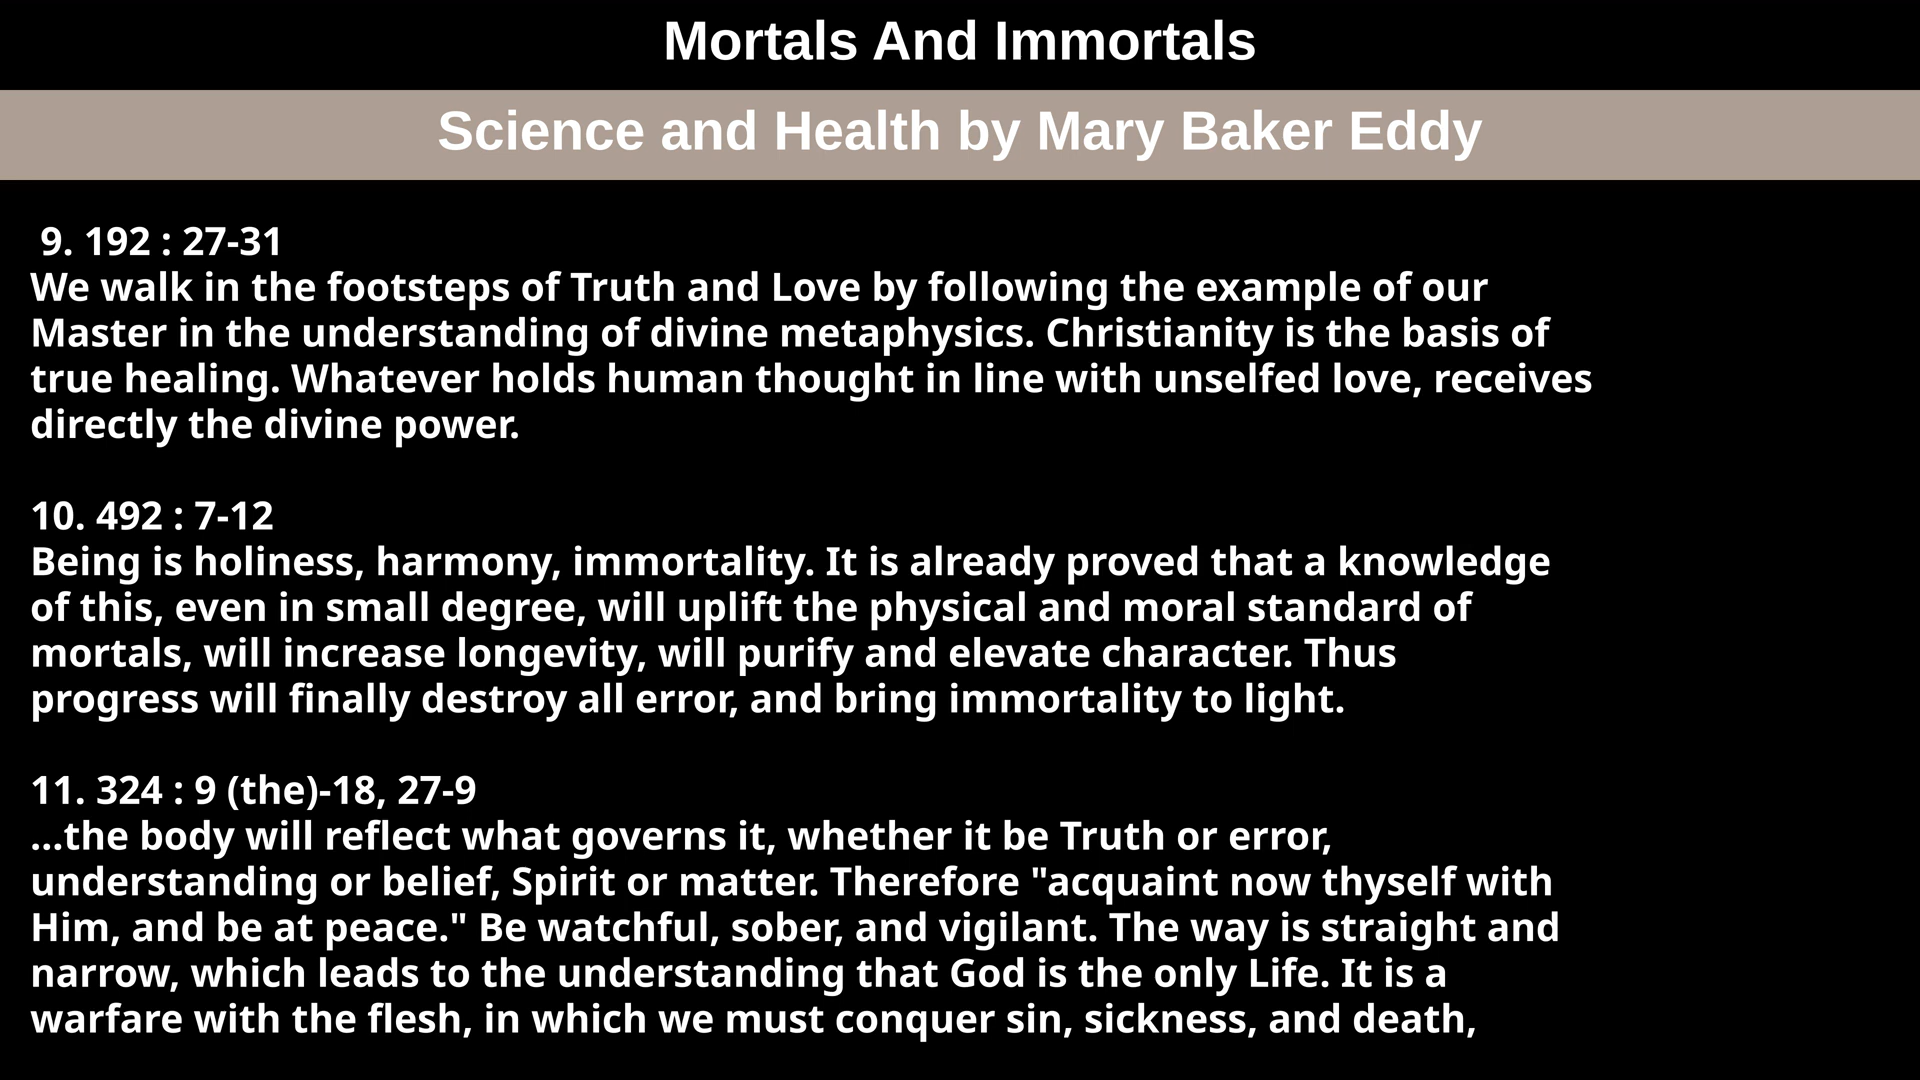 Mortals And Immortals
Science and Health by Mary Baker Eddy
9. 192 : 27-31
We walk in the footsteps of Truth and Love by following the example of our
Master in the understanding of divine metaphysics. Christianity is the basis of
true healing. Whatever holds human thought in line with unselfed love, receives
directly the divine power.
10. 492 : 7-12
Being is holiness, harmony, immortality. It is already proved that a knowledge
of this, even in small degree, will uplift the physical and moral standard of
mortals, will increase longevity, will purify and elevate character. Thus
progress will finally destroy all error, and bring immortality to light.
11. 324 : 9 (the)-18, 27-9
...the body will reflect what governs it, whether it be Truth or error,
understanding or belief, Spirit or matter. Therefore "acquaint now thyself with
Him, and be at peace." Be watchful, sober, and vigilant. The way is straight and
narrow, which leads to the understanding that God is the only Life. It is a
warfare with the flesh, in which we must conquer sin, sickness, and death,